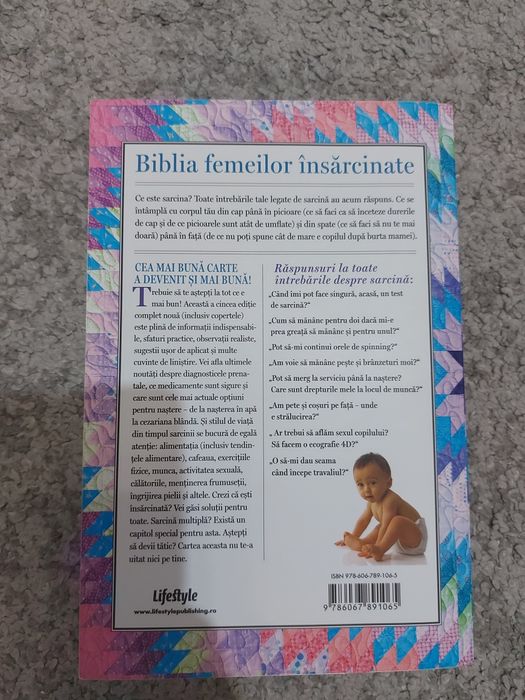 Biblia femeilor însărcinate
Ce este sarcina? Toate întrebările tale legate de sarcină au acum răspuns. Ce se
întâmplă cu corpul tău din cap până în picioare (ce să faci ca să înceteze durerile
de cap și de ce picioarele sunt atât de umflate) și din spate (ce să faci să nu te mai
doară) până în față (de ce nu poți spune cât de mare e copilul după burta mamei).
CEA MAI BUNĂ CARTE
A DEVENIT ȘI MAI BUNĂ!
Trebuie să te aștepți la tot ce e
mai bun! Această a cincea ediție
complet nouă (inclusiv copertele)
este plină de informații indispensabi-
le, sfaturi practice, observații realiste,
sugestii ușor de aplicat și multe
cuvinte de liniștire. Vei afla ultimele
noutăți despre diagnosticele prena-
tale, ce medicamente sunt sigure și
care sunt cele mai actuale opțiuni
pentru naștere – de la nașterea în apă
la cezariana blândă. Și stilul de viață
din timpul sarcinii se bucură de egală
atenție: alimentația (inclusiv tendin-
țele alimentare), cafeaua, exercițiile
fizice, munca, activitatea sexuală,
călătoriile, menținerea frumuseții,
îngrijirea pielii și altele. Crezi că ești
însărcinată? Vei găsi soluții pentru
toate. Sarcină multiplă? Există un
capitol special pentru asta. Aștepți
să devii tătic? Cartea aceasta nu te-a
uitat nici pe tine.
Răspunsuri la toate
întrebările despre sarcină:
„Când imi pot face singură, acasă, un test
de sarcină?“
„Cum să mănânc pentru doi dacă mi-e
prea greață să mănânc și pentru unul?“
„Pot să-mi continui orele de spinning?“
„Am voie să mănânc pește și brânzeturi moi?“
„Pot să merg la serviciu până la naștere?
Care sunt drepturile mele la locul de muncă?“
„Am pete și coșuri pe față – unde
e strălucirea?“
„Ar trebui să aflăm sexul copilului?
Să facem o ecografie 4D?“
„O să-mi dau seama
când începe travaliul?“
Lifestyle
www.lifestylepublishing.ro
ISBN 978-606-789-106-5
9 786067 891065